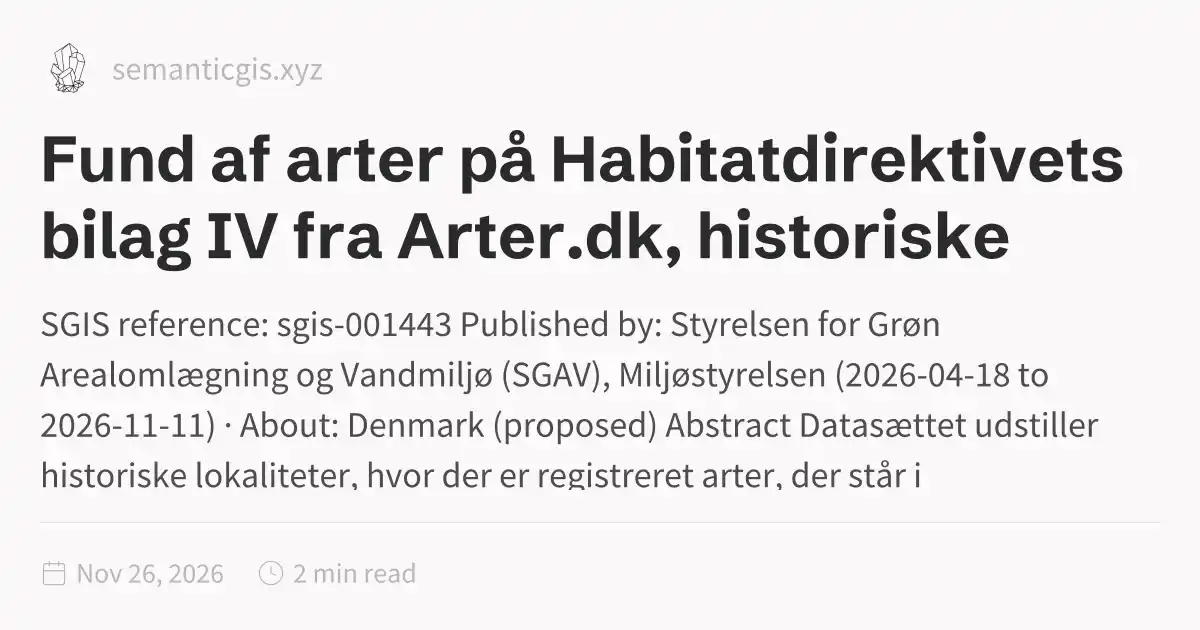 semanticgis.xyz
Fund af arter på Habitatdirektivets
bilag IV fra Arter.dk, historiske
SGIS reference: sgis-001443 Published by: Styrelsen for Grøn
Arealomlægning og Vandmiljø (SGAV), Miljøstyrelsen (2026-04-18 to
2026-11-11) · About: Denmark (proposed) Abstract Datasættet udstiller
historiske lokaliteter, hvor der er registreret arter, der står i
Nov 26, 2026
2 min read